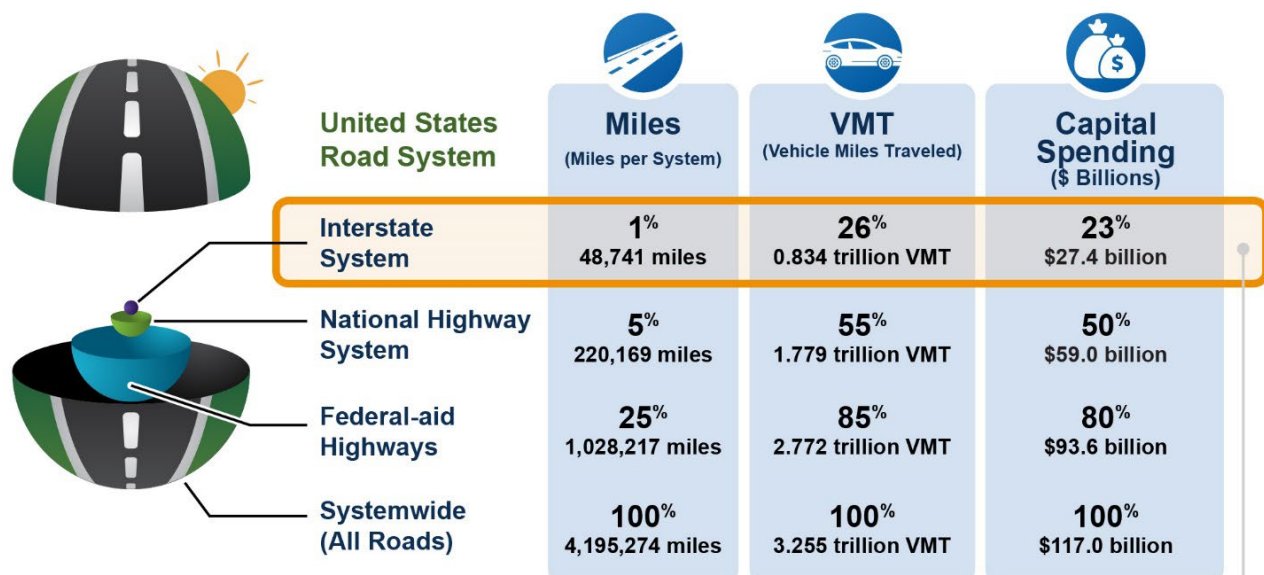 $
United States
Road System
Miles
(Miles per System)
VMT
(Vehicle Miles Traveled)
Capital
Spending
($ Billions)
Interstate
System
1%
48,741 miles
26%
0.834 trillion VMT
23%
$27.4 billion
National Highway
System
5%
220,169 miles
55%
1.779 trillion VMT
50%
$59.0 billion
Federal-aid
Highways
25%
1,028,217 miles
85%
2.772 trillion VMT
80%
$93.6 billion
Systemwide
(All Roads)
100%
4,195,274 miles
100%
3.255 trillion VMT
100%
$117.0 billion